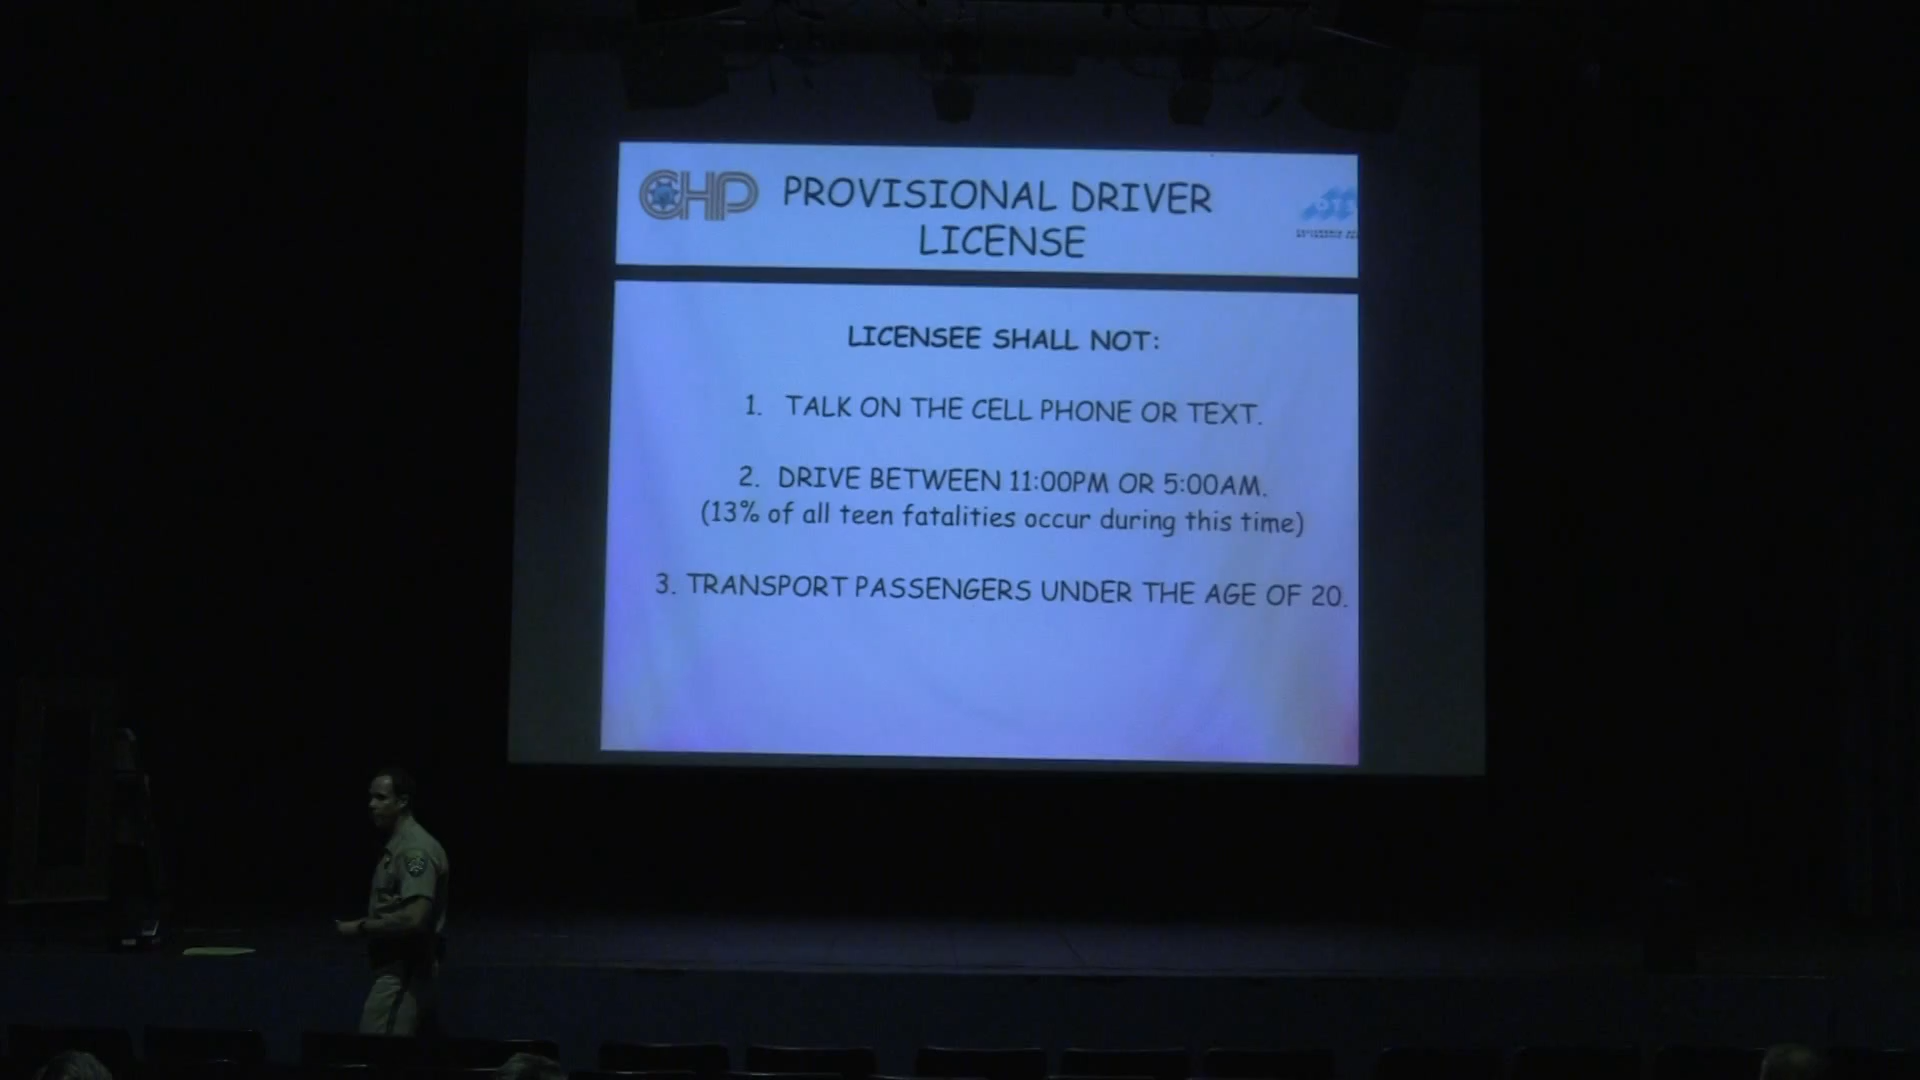 CHP PROVISIONAL DRIVER
LICENSE
LICENSEE SHALL NOT:
1. TALK ON THE CELL PHONE OR TEXT.
2. DRIVE BETWEEN 11:00PM OR 5:00AM.
(13% of all teen fatalities occur during this time)
3. TRANSPORT PASSENGERS UNDER THE AGE OF 20.